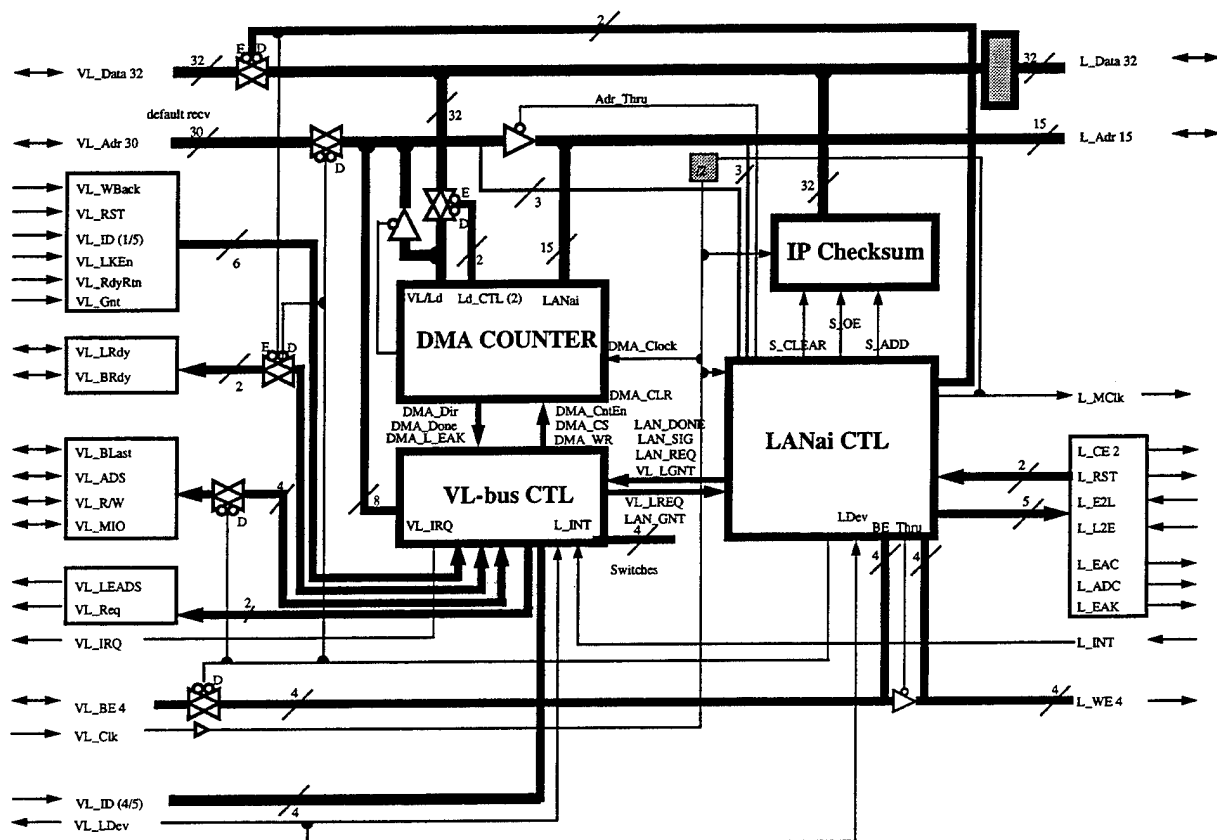 2
E D
VL_Data 32
32
32
L_Data 32
default recv
32
Adr_Thru
VL_Adr 30
30
D
15
L_Adr 15
VL_WBack
VL_RST
VL_ID (1/5)
VL_LKEn
VL_RdyRtn
VL_Gnt
6
E
D
2
3
15
3
32
IP Checksum
VL/Ld
Ld_CTL (2)
LANai
DMA COUNTER
DMA_Clock
DMA_CLR
S_CLEAR
S_OE
S_ADD
E D
VL_LRdy
VL_BRdy
2
DMA_Dir
DMA_Done
DMA_L_EAK
DMA_CntEn
DMA_CS
DMA_WR
LAN_DONE
LAN_SIG
LAN_REQ
VL_LGNT
LANai CTL
L_MClk
VL_BLast
VL_ADS
VL_R/W
VL_MIO
D
4
8
VL-bus CTL
VL_IRQ
L_INT
VL_LREQ
LAN_GNT
4
Switches
LDev
BE
Thru
4
4
2
5
L_CE 2
L_RST
L_E2L
L_L2E
L_EAC
L_ADC
L_EAK
VL_LEADS
VL_Req
2
VL_IRQ
L_INT
D
VL_BE 4
4
4
L_WE 4
VL_Clk
VL_ID (4/5)
4
VL_LDev